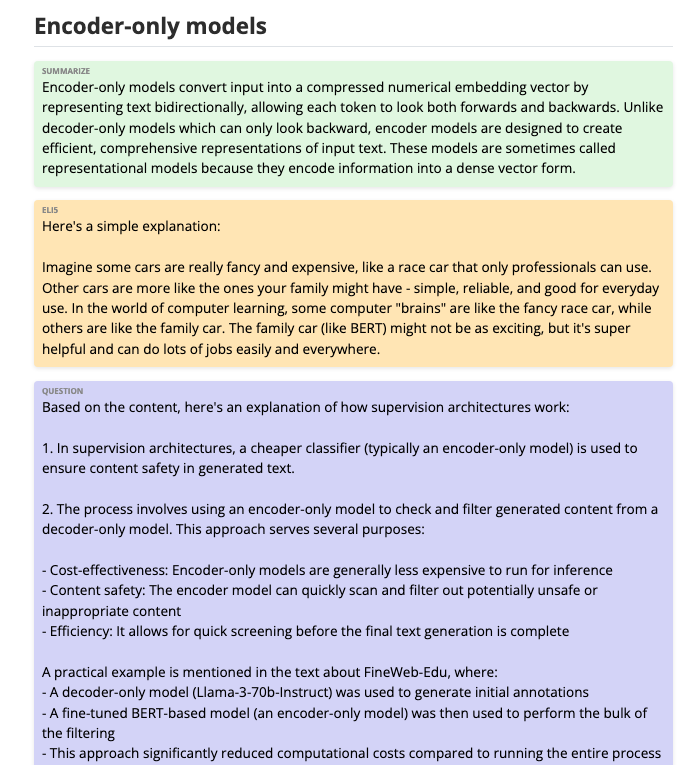 Encoder-only models
SUMMARIZE
Encoder-only models convert input into a compressed numerical embedding vector by
representing text bidirectionally, allowing each token to look both forwards and backwards. Unlike
decoder-only models which can only look backward, encoder models are designed to create
efficient, comprehensive representations of input text. These models are sometimes called
representational models because they encode information into a dense vector form.
ELI5
Here's a simple explanation:
Imagine some cars are really fancy and expensive, like a race car that only professionals can use.
Other cars are more like the ones your family might have - simple, reliable, and good for everyday
use. In the world of computer learning, some computer "brains" are like the fancy race car, while
others are like the family car. The family car (like BERT) might not be as exciting, but it's super
helpful and can do lots of jobs easily and everywhere.
QUESTION
Based on the content, here's an explanation of how supervision architectures work:
1. In supervision architectures, a cheaper classifier (typically an encoder-only model) is used to
ensure content safety in generated text.
2. The process involves using an encoder-only model to check and filter generated content from a
decoder-only model. This approach serves several purposes:
- Cost-effectiveness: Encoder-only models are generally less expensive to run for inference
- Content safety: The encoder model can quickly scan and filter out potentially unsafe or
inappropriate content
- Efficiency: It allows for quick screening before the final text generation is complete
A practical example is mentioned in the text about FineWeb-Edu, where:
- A decoder-only model (Llama-3-70b-Instruct) was used to generate initial annotations
- A fine-tuned BERT-based model (an encoder-only model) was then used to perform the bulk of
the filtering
- This approach significantly reduced computational costs compared to running the entire process